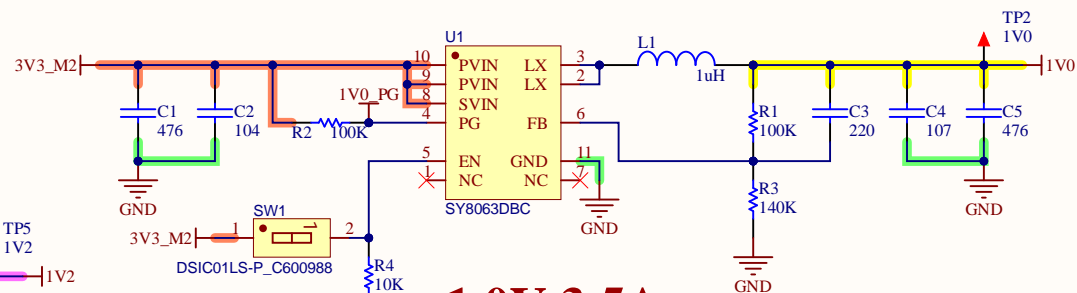 TP2
1V0
U1
3V3_M2
10
PVIN
LX
3
L1
1V0
9
PVIN
LX
2
1uH
8
SVIN
1V0_PG
C1
476
C2
104
R2
100K
4
PG
FB
6
R1
100K
C3
220
C4
107
C5
476
5
EN
GND
11
1
NC
NC
7
SY8063DBC
R3
140K
GND
GND
GND
SW1
3V3_M2
1
1
2
DSIC01LS-P_C600988
TP5
1V2
1V2
R4
10K
GND